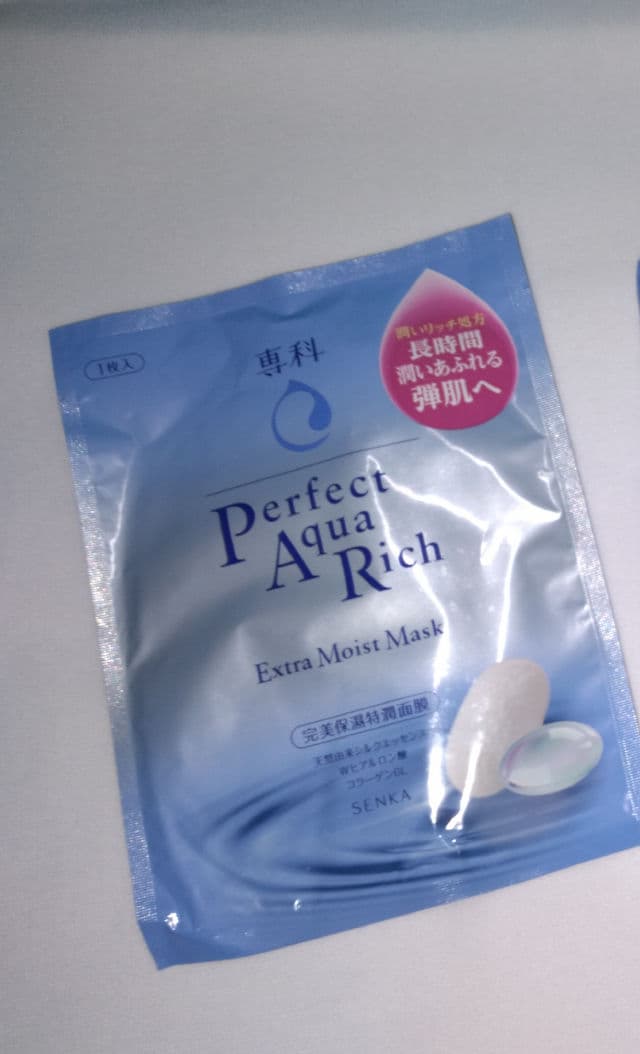 1枚入
専科
潤いリッチ処方
長時間
潤いあふれる
弾肌へ
Perfect
Aqua
Rich
Extra Moist Mask
完美保濕特潤面膜
天然由来シルクエッセンス
Wヒアルロン酸
コラーゲンGL
SENKA